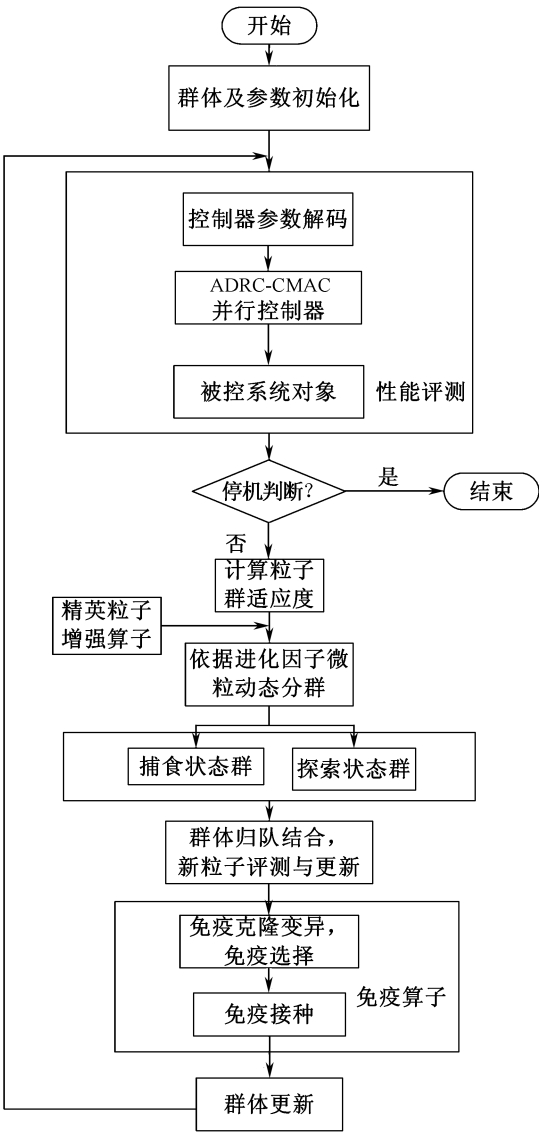 开始
群体及参数初始化
控制器参数解码
ADRC-CMAC
并行控制器
被控系统对象
性能评测
停机判断?
是
结束
否
计算粒子
群适应度
精英粒子
增强算子
依据进化因子微
粒动态分群
捕食状态群
探索状态群
群体归队结合，
新粒子评测与更新
免疫克隆变异，
免疫选择
免疫算子
免疫接种
群体更新